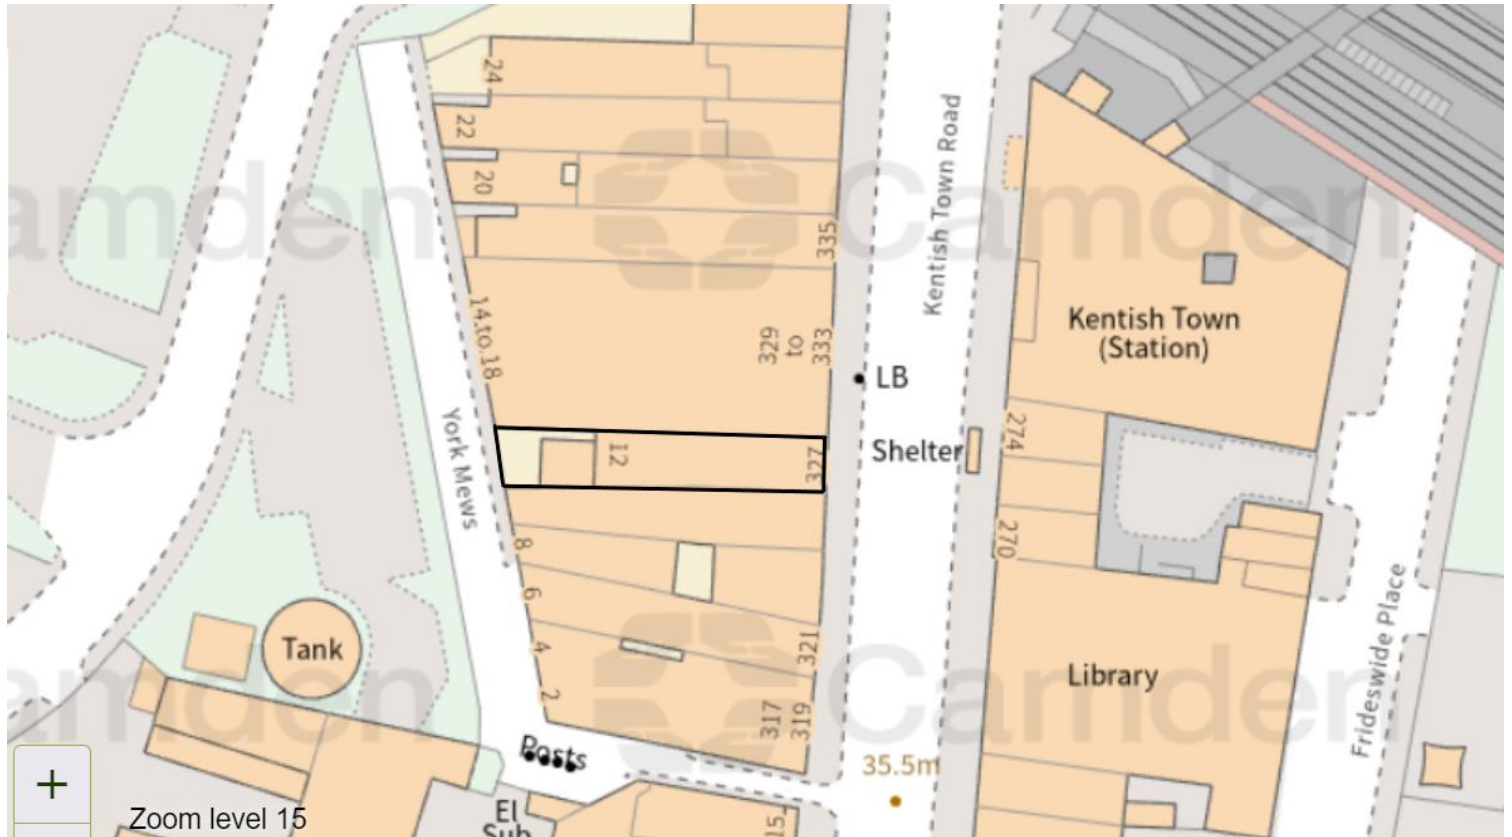 24
22
20
335
14 to 18
329
to
333
12
327
8
6
4
2
321
317
319
York Mews
Kentish Town Road
LB
Shelter
Kentish Town
(Station)
274
270
Library
Frideswide Place
Tank
Posts
35.5m
El
Sub
15
Camden
Camden
Camden
Camden
+
Zoom level 15